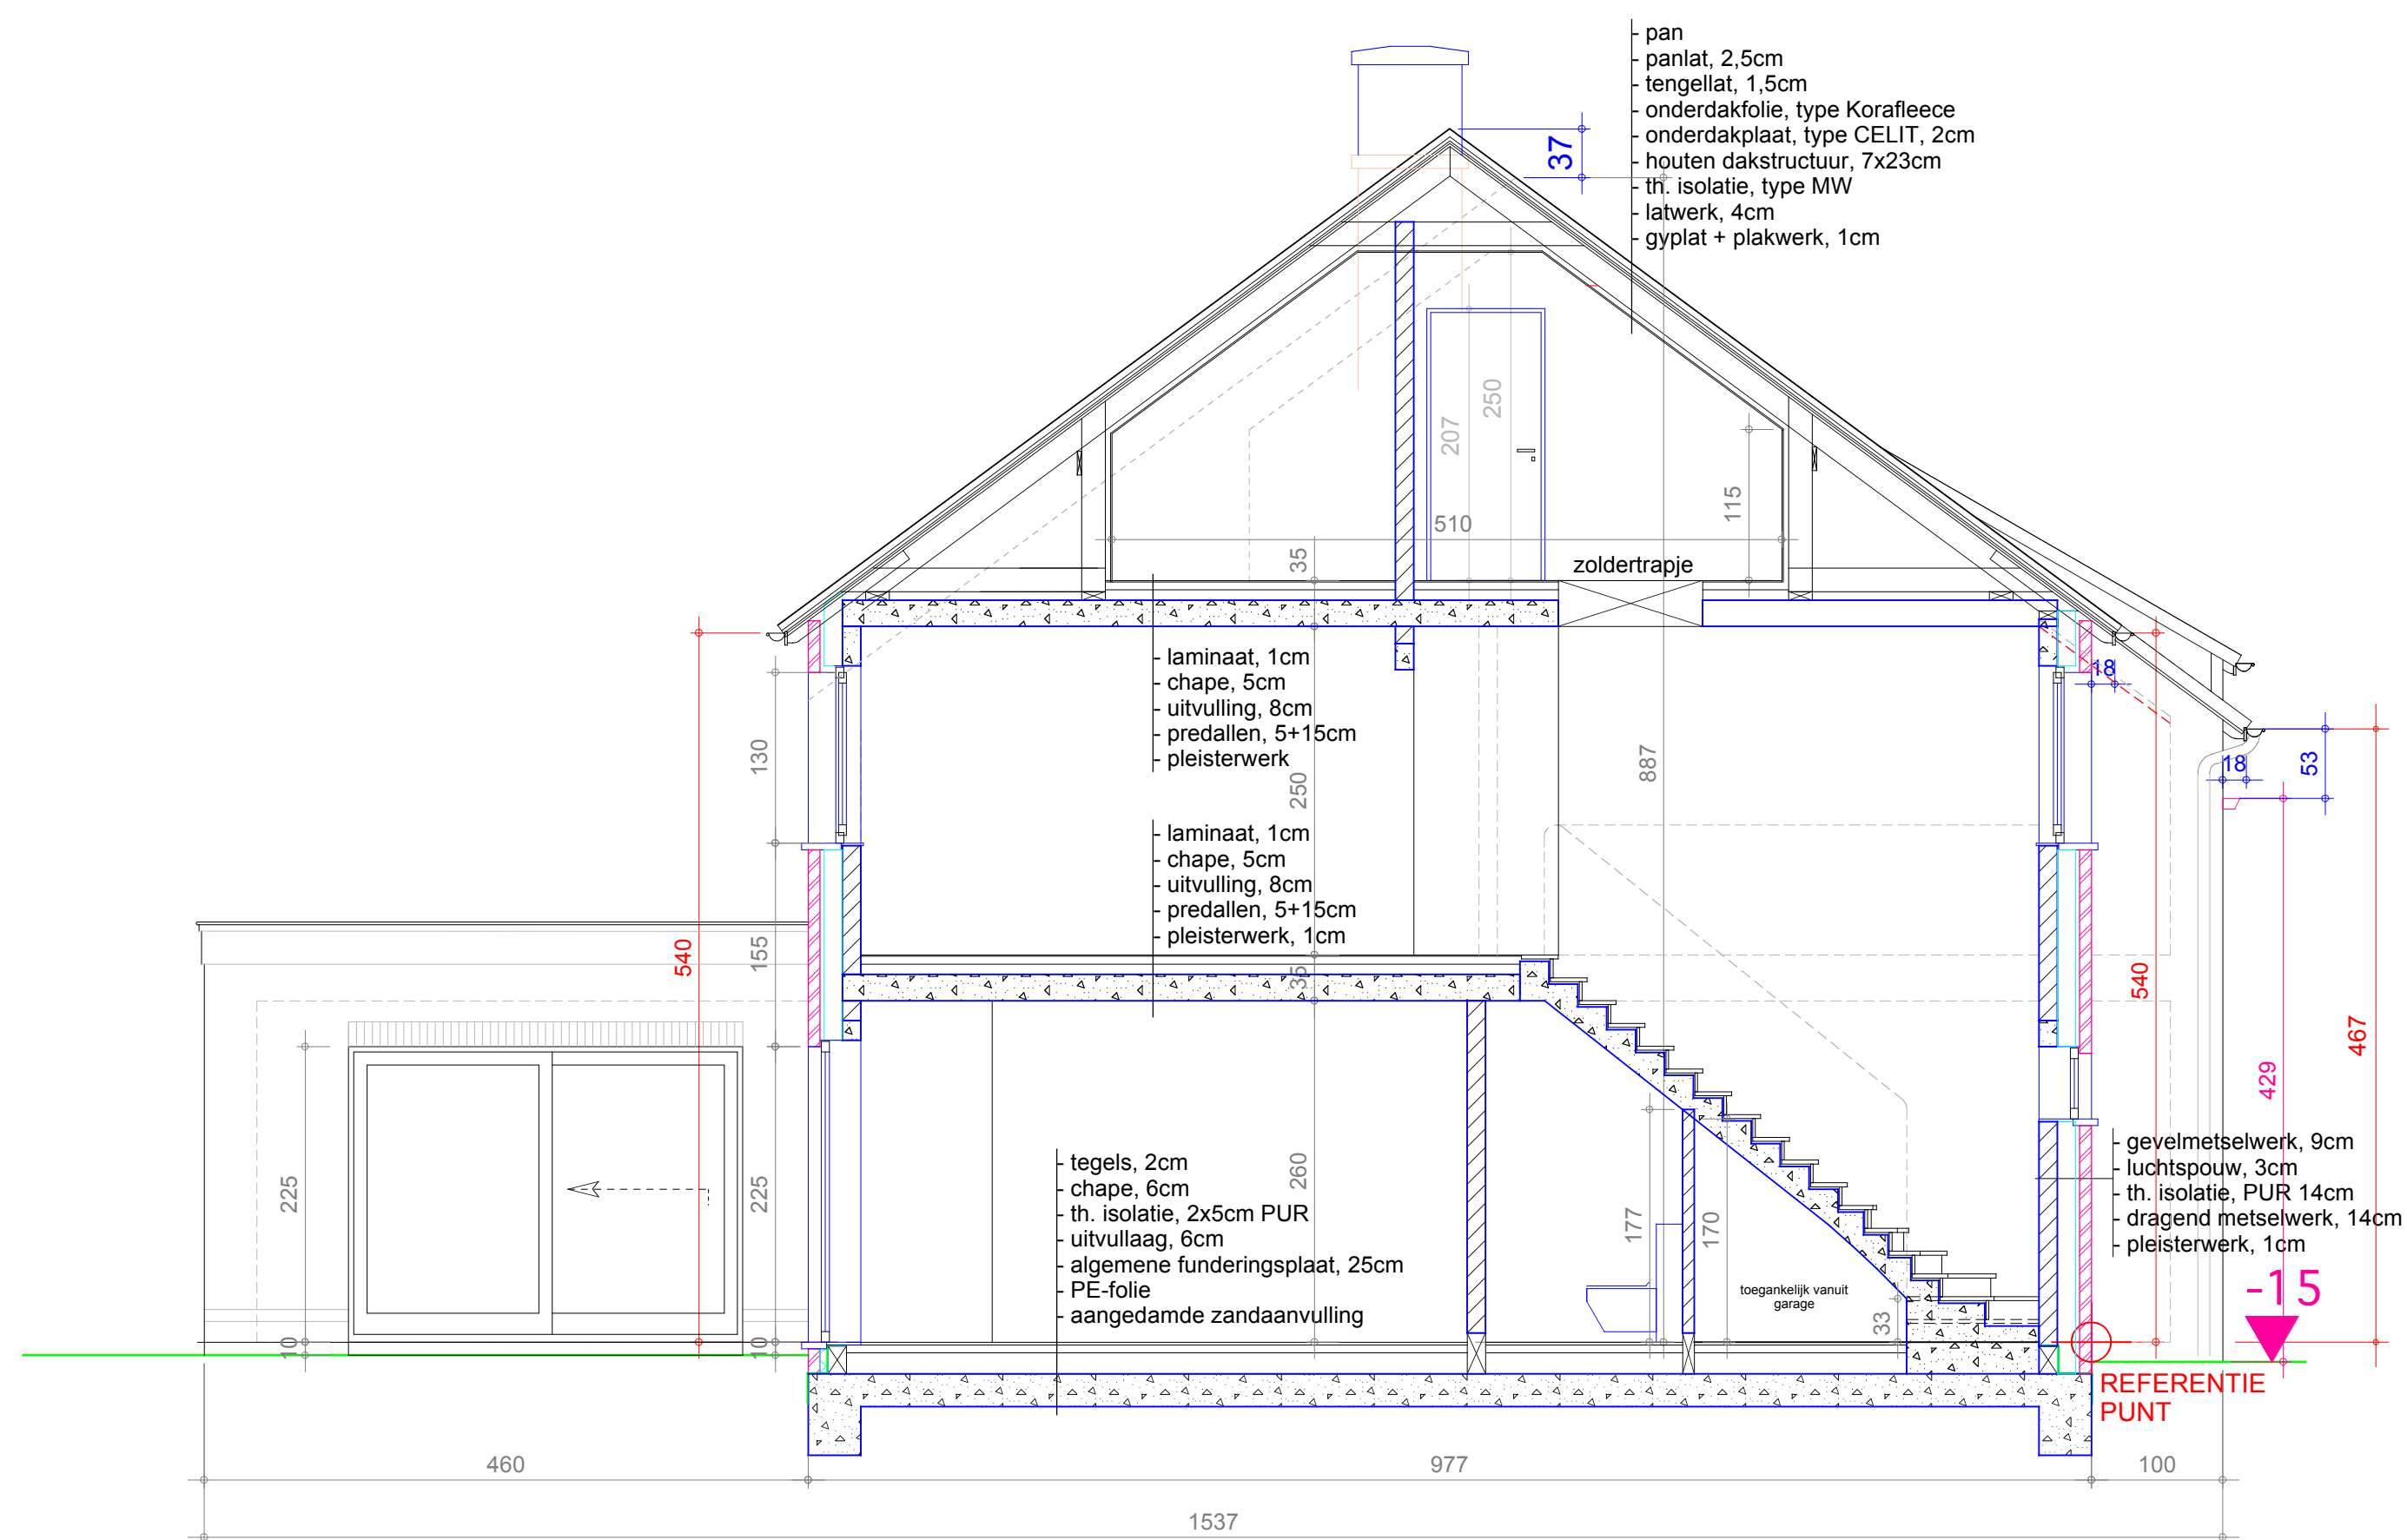 - pan
- panlat, 2,5cm
- tengellat, 1,5cm
- onderdakfolie, type Korafleece
- onderdakplaat, type CELIT, 2cm
- houten dakstructuur, 7x23cm
- th. isolatie, type MW
- latwerk, 4cm
- gyplat + plakwerk, 1cm
37
250
207
115
510
35
zoldertrapje
- laminaat, 1cm
- chape, 5cm
- uitvulling, 8cm
- predallen, 5+15cm
- pleisterwerk
18
130
887
250
18
53
- laminaat, 1cm
- chape, 5cm
- uitvulling, 8cm
- predallen, 5+15cm
- pleisterwerk, 1cm
540
155
35
540
467
429
- tegels, 2cm
- chape, 6cm
- th. isolatie, 2x5cm PUR
- uitvullaag, 6cm
- algemene funderingsplaat, 25cm
- PE-folie
- aangedamde zandaanvulling
225
225
260
177
170
- gevelmetselwerk, 9cm
- luchtspouw, 3cm
- th. isolatie, PUR 14cm
- dragend metselwerk, 14cm
- pleisterwerk, 1cm
toegankelijk vanuit
garage
33
-15
10
10
REFERENTIE
PUNT
460
977
100
1537